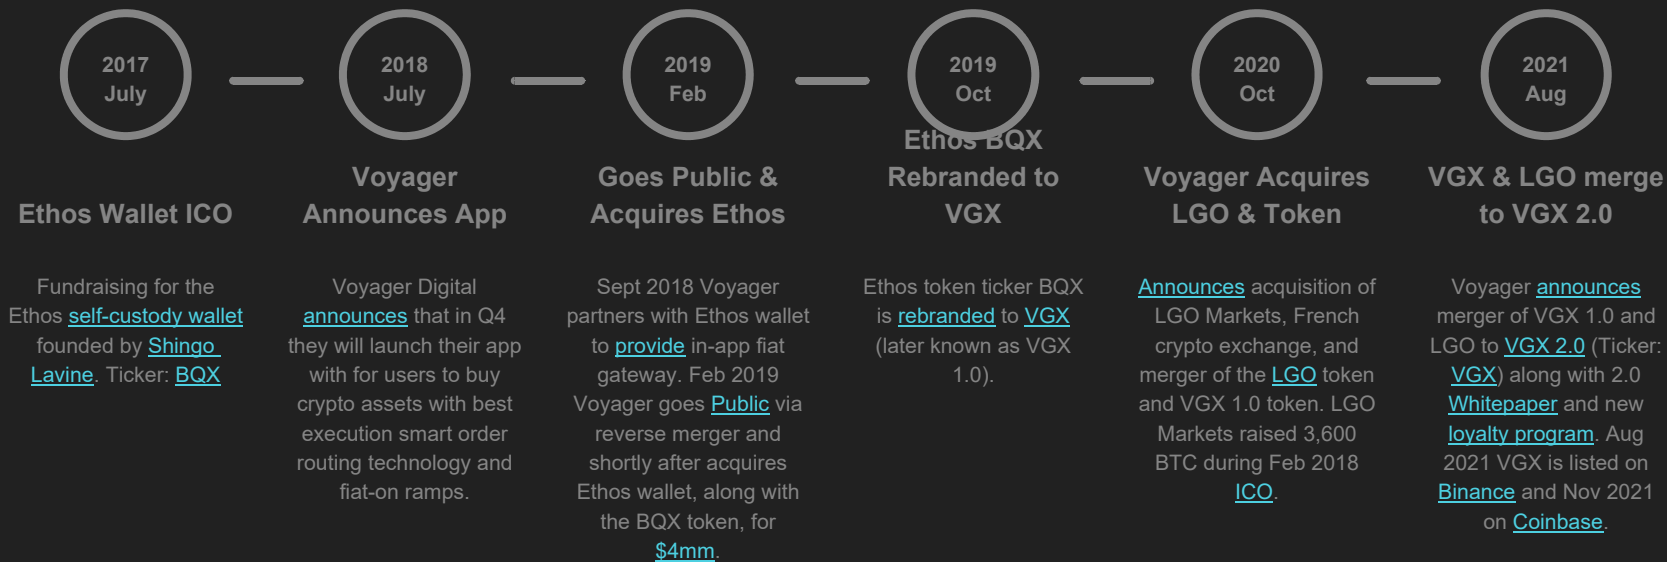 2017
July
Ethos Wallet ICO
Fundraising for the
Ethos self-custody wallet
founded by Shingo
Lavine. Ticker: BQX
2018
July
Voyager
Announces App
Voyager Digital
announces that in Q4
they will launch their app
with for users to buy
crypto assets with best
execution smart order
routing technology and
fiat-on ramps.
2019
Feb
Goes Public &
Acquires Ethos
Sept 2018 Voyager
partners with Ethos wallet
to provide in-app fiat
gateway. Feb 2019
Voyager goes Public via
reverse merger and
shortly after acquires
Ethos wallet, along with
the BQX token, for
$4mm.
2019
Oct
Ethos BQX
Rebranded to
VGX
Ethos token ticker BQX
is rebranded to VGX
(later known as VGX
1.0).
2020
Oct
Voyager Acquires
LGO & Token
Announces acquisition of
LGO Markets, French
crypto exchange, and
merger of the LGO token
and VGX 1.0 token. LGO
Markets raised 3,600
BTC during Feb 2018
ICO.
2021
Aug
VGX & LGO merge
to VGX 2.0
Voyager announces
merger of VGX 1.0 and
LGO to VGX 2.0 (Ticker:
VGX) along with 2.0
Whitepaper and new
loyalty program. Aug
2021 VGX is listed on
Binance and Nov 2021
on Coinbase.